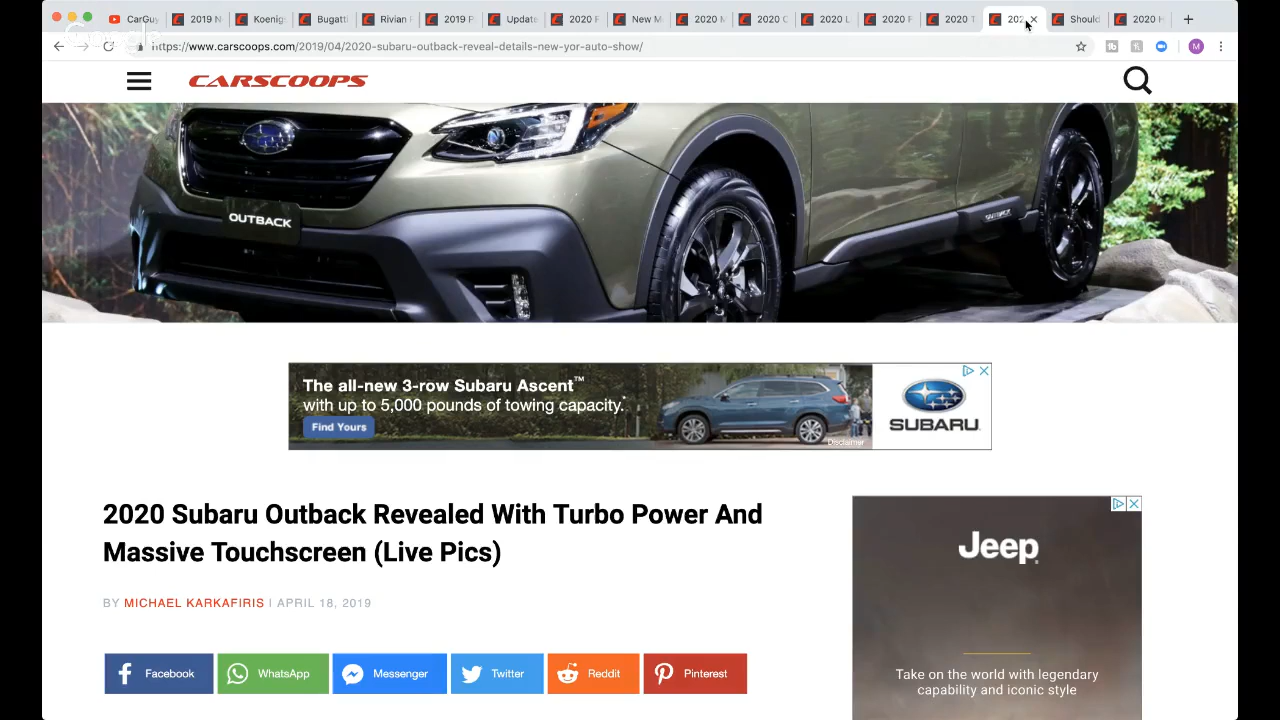 CarGuy
2019 N
Koenig
Bugatti
Rivian
2019 P
Update
2020 F
New M
2020 M
2020
2020 L
2020
2020 T
202
Should
2020 H
Google
https://www.carscoops.com/2019/04/2020-subaru-outback-reveal-details-new-yor-auto-show/
M
CARSCOOPS
OUTBACK
The all-new 3-row Subaru Ascent™
with up to 5,000 pounds of towing capacity.*
Find Yours
Disclaimer
SUBARU
2020 Subaru Outback Revealed With Turbo Power And
Massive Touchscreen (Live Pics)
BY MICHAEL KARKAFIRIS | APRIL 18, 2019
Facebook
WhatsApp
Messenger
Twitter
Reddit
Pinterest
Jeep
Take on the world with legendary
capability and iconic style